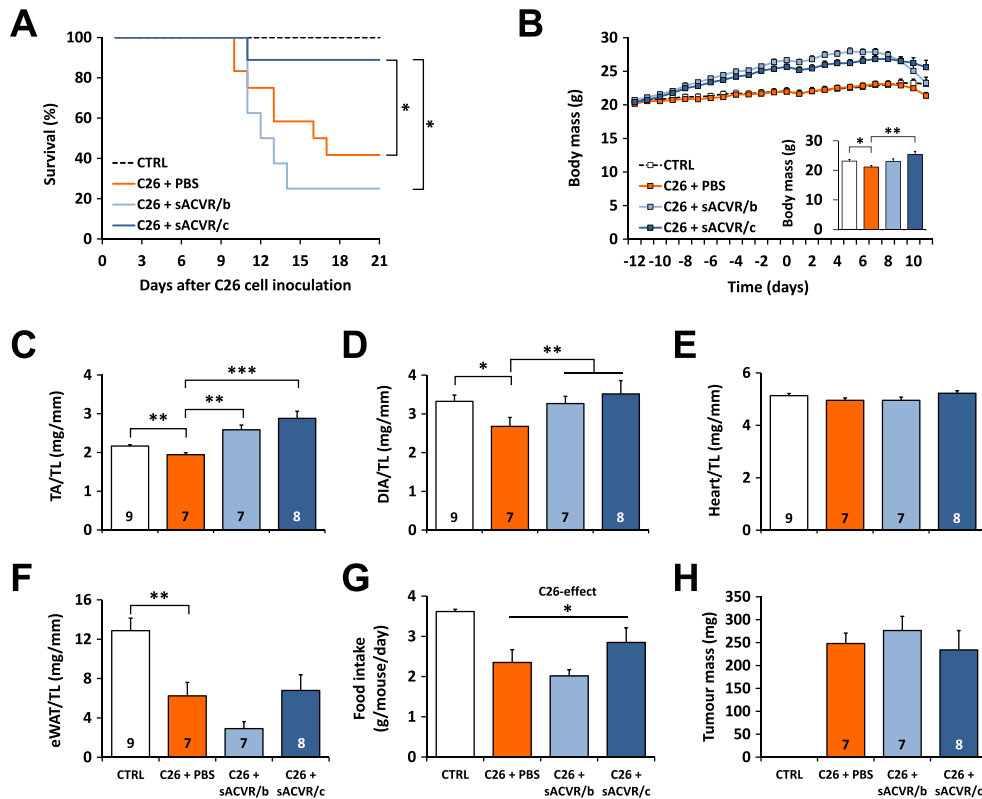 A
100
80
60
40
20
0
Survival (%)
CTRL
C26 + PBS
C26 + sACVR/b
C26 + sACVR/c
*
*
0 3 6 9 12 15 18 21
Days after C26 cell inoculation
B
30
25
20
15
10
5
0
Body mass (g)
CTRL
C26 + PBS
C26 + sACVR/b
C26 + sACVR/c
Body mass (g)
30
20
10
0
* **
-12 -10 -8 -6 -4 -2 0 2 4 6 8 10
Time (days)
C
TA/TL (mg/mm)
4
3
2
1
0
***
** **
9 7 7 8
D
DIA/TL (mg/mm)
4
3
2
1
0
* **
9 7 7 8
E
Heart/TL (mg/mm)
6
4
2
0
9 7 7 8
F
eWAT/TL (mg/mm)
16
12
8
4
0
**
9 7 7 8
CTRL C26 + PBS C26 + sACVR/b C26 + sACVR/c
G
Food intake (g/mouse/day)
4
3
2
1
0
C26-effect
*
CTRL C26 + PBS C26 + sACVR/b C26 + sACVR/c
H
Tumour mass (mg)
350
300
250
200
150
100
50
0
7 7 8
CTRL C26 + PBS C26 + sACVR/b C26 + sACVR/c